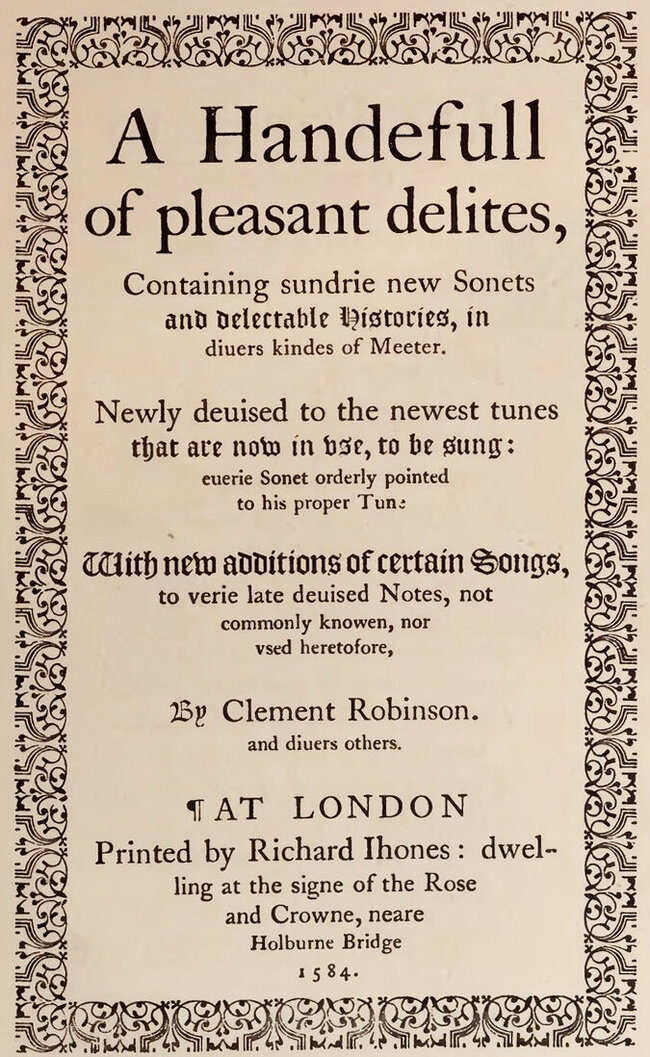 A Handefull
of pleasant delites,
Containing sundrie new Sonets
and delectable Histories, in
diuers kindes of Meeter.
Newly deuised to the newest tunes
that are now in vse, to be sung:
euerie Sonet orderly pointed
to his proper Tune
With new additions of certain Songs,
to verie late deuised Notes, not
commonly knowen, nor
vsed heretofore,
By Clement Robinson.
and diuers others.
¶ AT LONDON
Printed by Richard Ihones: dwel-
ling at the signe of the Rose
and Crowne, neare
Holburne Bridge
1584.